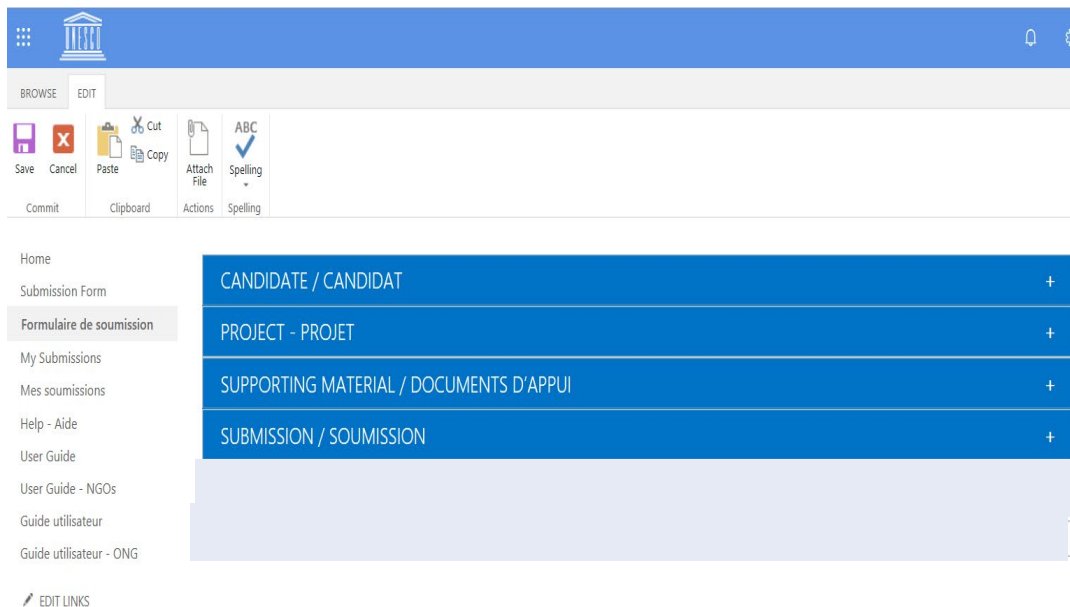 UNESCO
BROWSE EDIT
Save Cancel Paste Cut Copy Attach File ABC Spelling
Commit Clipboard Actions Spelling
Home
Submission Form
Formulaire de soumission
My Submissions
Mes soumissions
Help - Aide
User Guide
User Guide - NGOs
Guide utilisateur
Guide utilisateur - ONG
EDIT LINKS
CANDIDATE / CANDIDAT +
PROJECT - PROJET +
SUPPORTING MATERIAL / DOCUMENTS D'APPUI +
SUBMISSION / SOUMISSION +